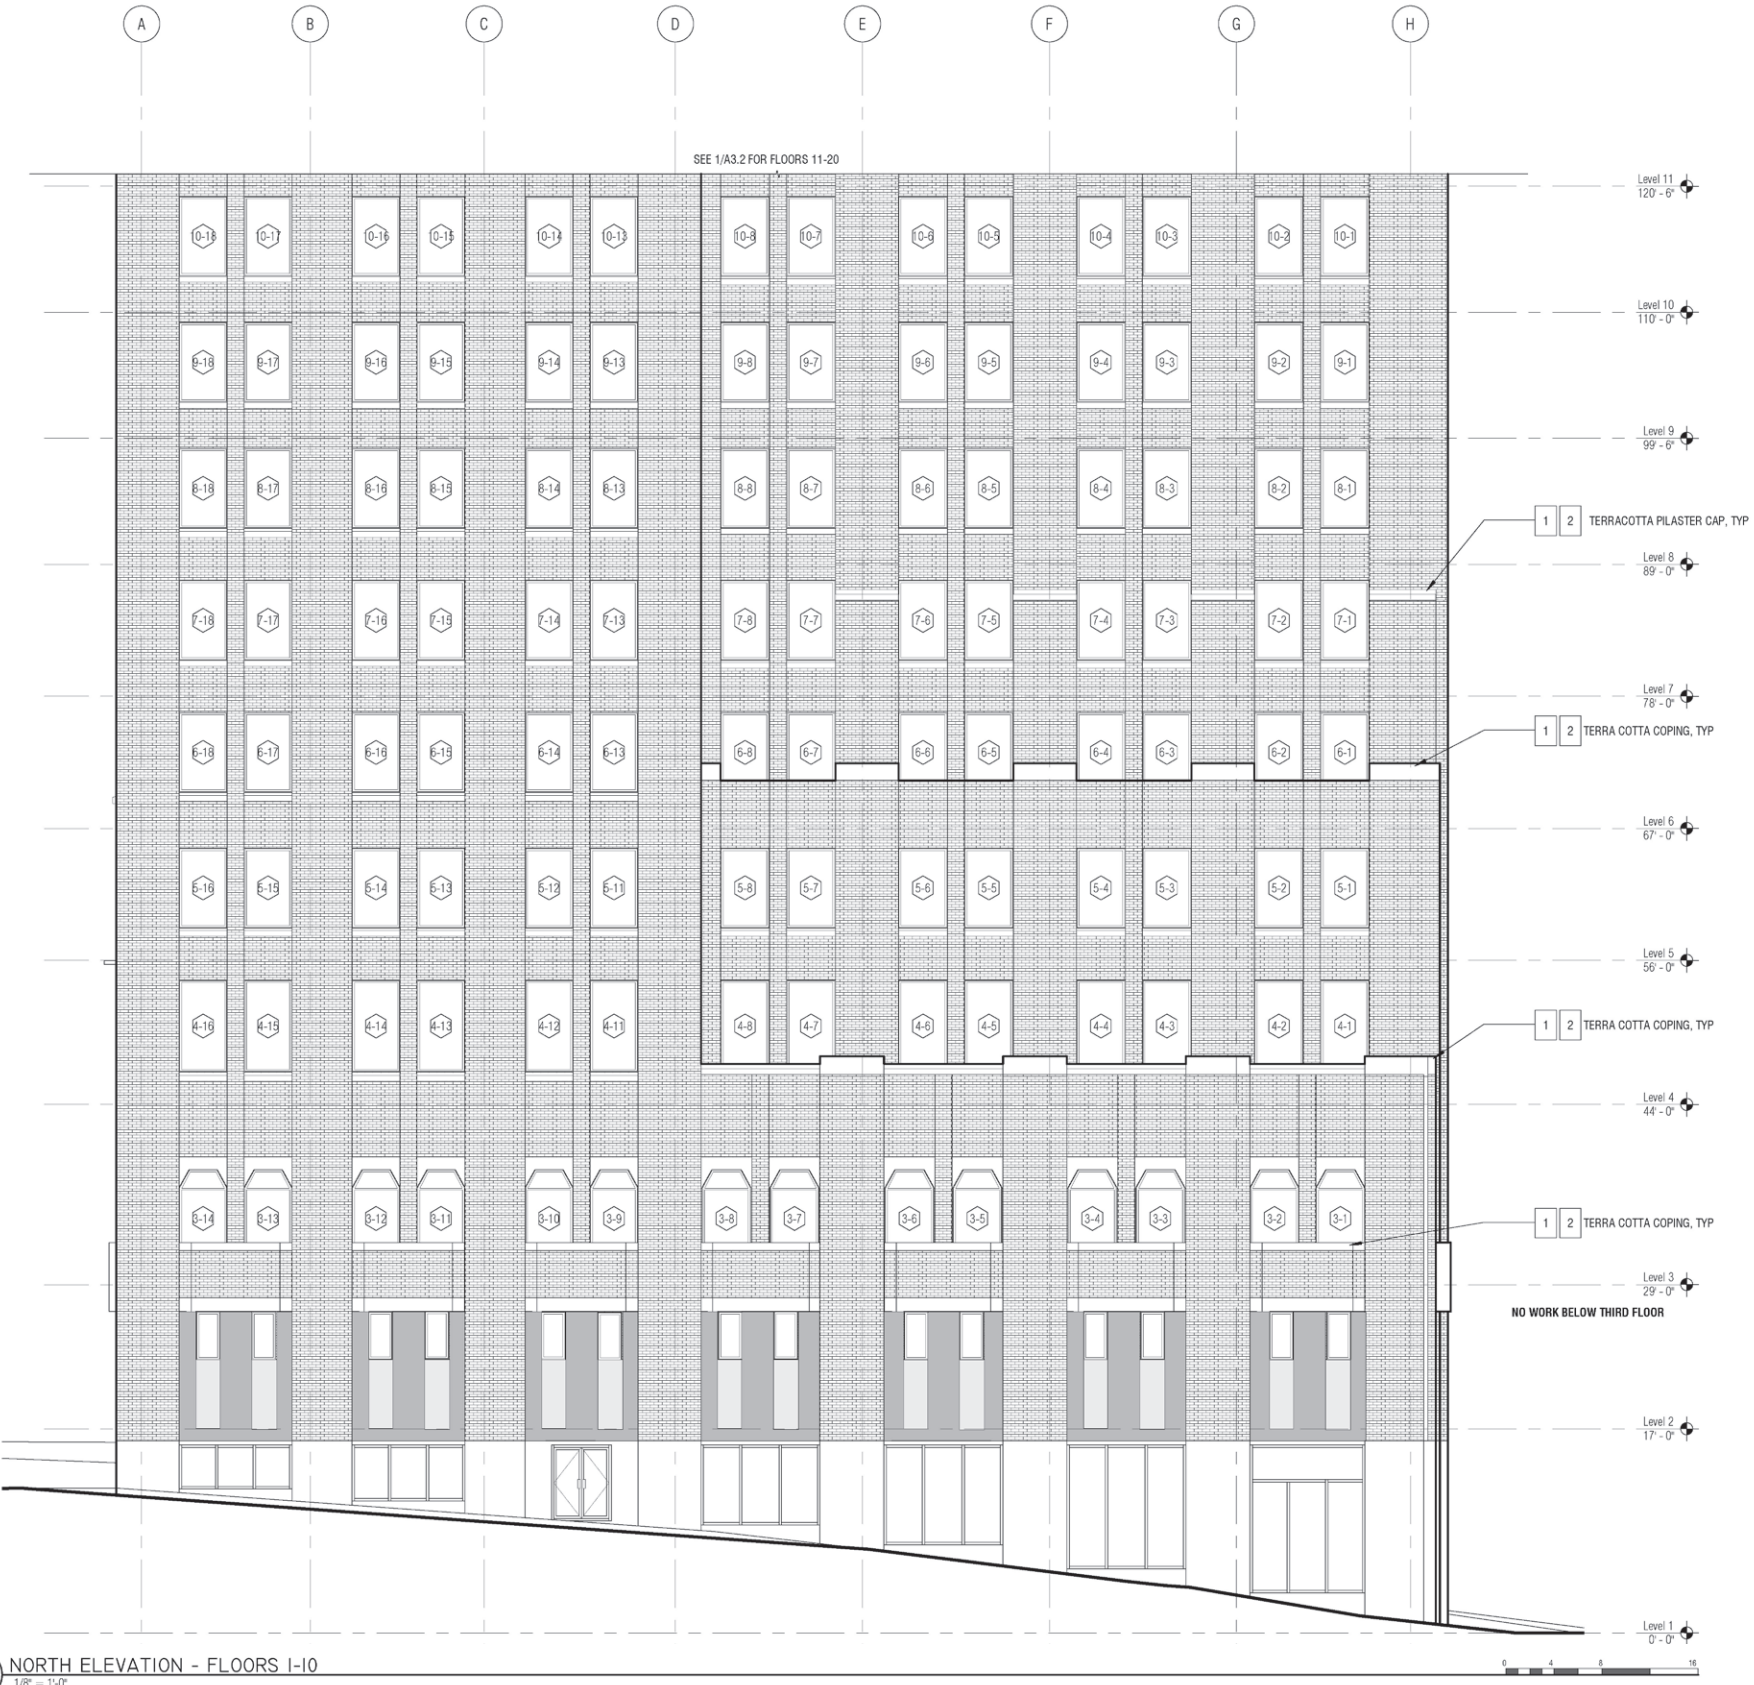 A B C D E F G H
SEE 1/A3.2 FOR FLOORS 11-20
Level 11
120' - 6"
10-18 10-17 10-16 10-15 10-14 10-13 10-8 10-7 10-6 10-5 10-4 10-3 10-2 10-1
Level 10
110' - 0"
9-18 9-17 9-16 9-15 9-14 9-13 9-8 9-7 9-6 9-5 9-4 9-3 9-2 9-1
Level 9
99' - 6"
8-18 8-17 8-16 8-15 8-14 8-13 8-8 8-7 8-6 8-5 8-4 8-3 8-2 8-1
1 2 TERRACOTTA PILASTER CAP, TYP
Level 8
89' - 0"
7-18 7-17 7-16 7-15 7-14 7-13 7-8 7-7 7-6 7-5 7-4 7-3 7-2 7-1
Level 7
78' - 0"
1 2 TERRA COTTA COPING, TYP
6-18 6-17 6-16 6-15 6-14 6-13 6-8 6-7 6-6 6-5 6-4 6-3 6-2 6-1
Level 6
67' - 0"
5-16 5-15 5-14 5-13 5-12 5-11 5-8 5-7 5-6 5-5 5-4 5-3 5-2 5-1
Level 5
56' - 0"
4-16 4-15 4-14 4-13 4-12 4-11 4-8 4-7 4-6 4-5 4-4 4-3 4-2 4-1
1 2 TERRA COTTA COPING, TYP
Level 4
44' - 0"
3-14 3-13 3-12 3-11 3-10 3-9 3-8 3-7 3-6 3-5 3-4 3-3 3-2 3-1
1 2 TERRA COTTA COPING, TYP
Level 3
29' - 0"
NO WORK BELOW THIRD FLOOR
Level 2
17' - 0"
Level 1
0' - 0"
NORTH ELEVATION - FLOORS 1-10
1/8" = 1'-0"
0 4 8 16